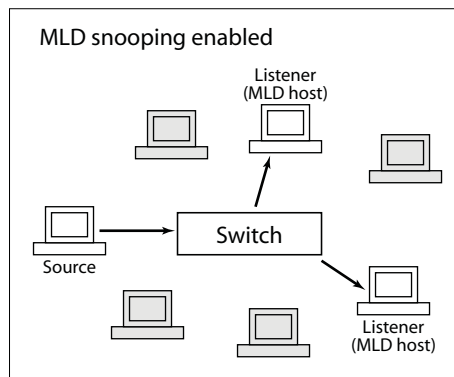 MLD snooping enabled
Listener
(MLD host)
Switch
Source
Listener
(MLD host)